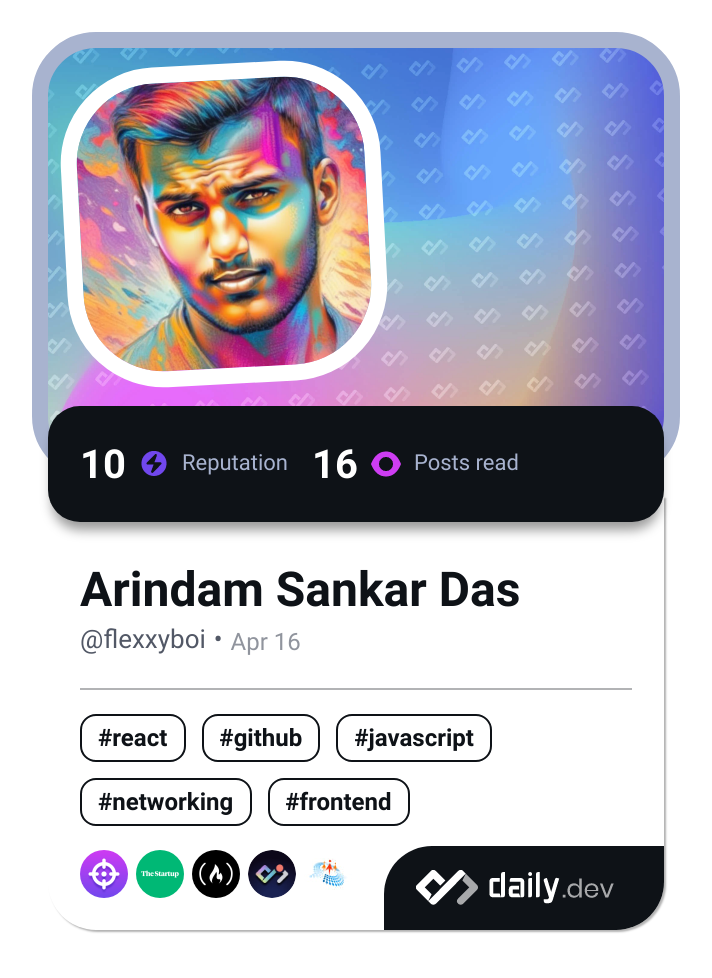 10 Reputation 16 Posts read
Arindam Sankar Das
@flexxyboi • Apr 16
#react #github #javascript
#networking #frontend
The Startup
daily.dev